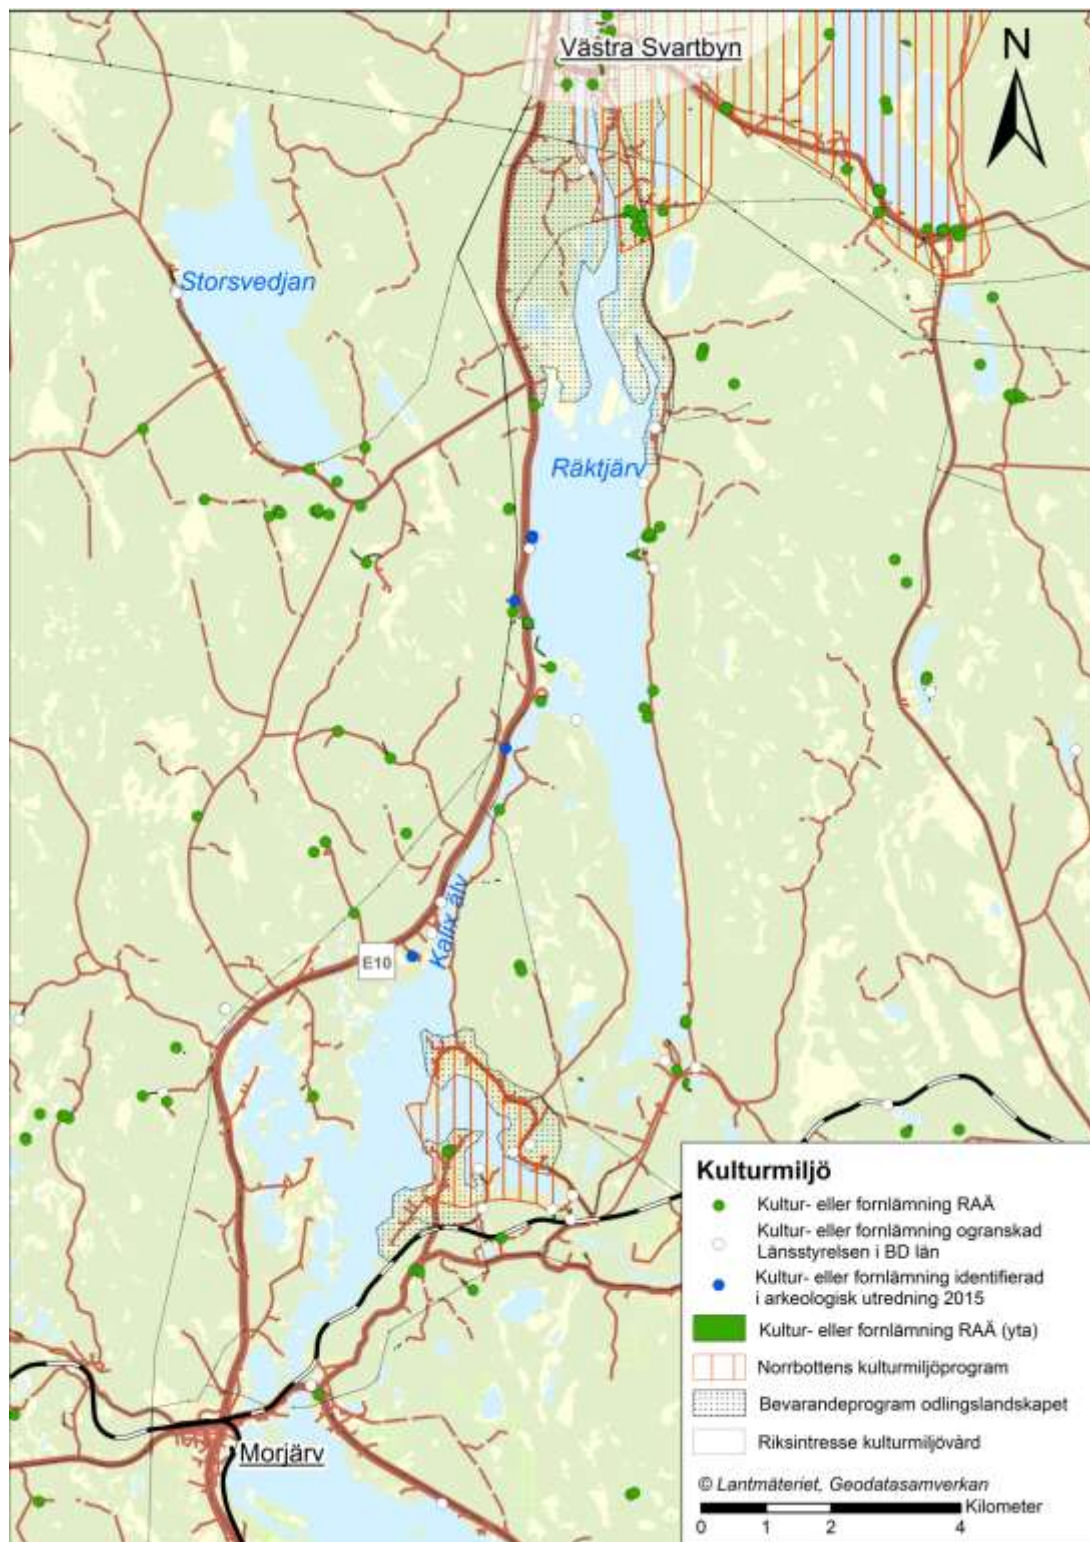 Västra Svartbyn
N
Storsvedjan
Räktjärv
Kalix älv
E10
Morjärv
Kulturmiljö
Kultur- eller fornlämning RAÄ
Kultur- eller fornlämning ogranskad
Länsstyrelsen i BD län
Kultur- eller fornlämning identifierad
i arkeologisk utredning 2015
Kultur- eller fornlämning RAÄ (yta)
Norrbottens kulturmiljöprogram
Bevarandeprogram odlingslandskapet
Riksintresse kulturmiljövård
© Lantmäteriet, Geodatasamverkan
Kilometer
0 1 2 4